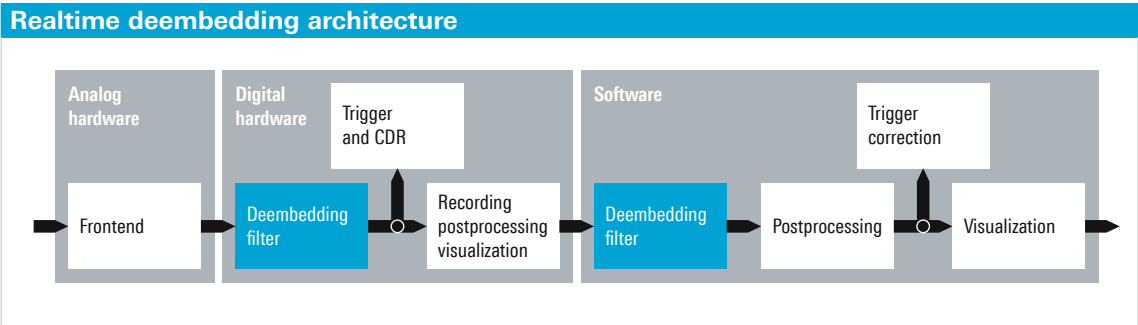 Realtime deembedding architecture
Analog
hardware
Frontend
Digital
hardware
Trigger
and CDR
Deembedding
filter
Recording
postprocessing
visualization
Software
Deembedding
filter
Postprocessing
Trigger
correction
Visualization